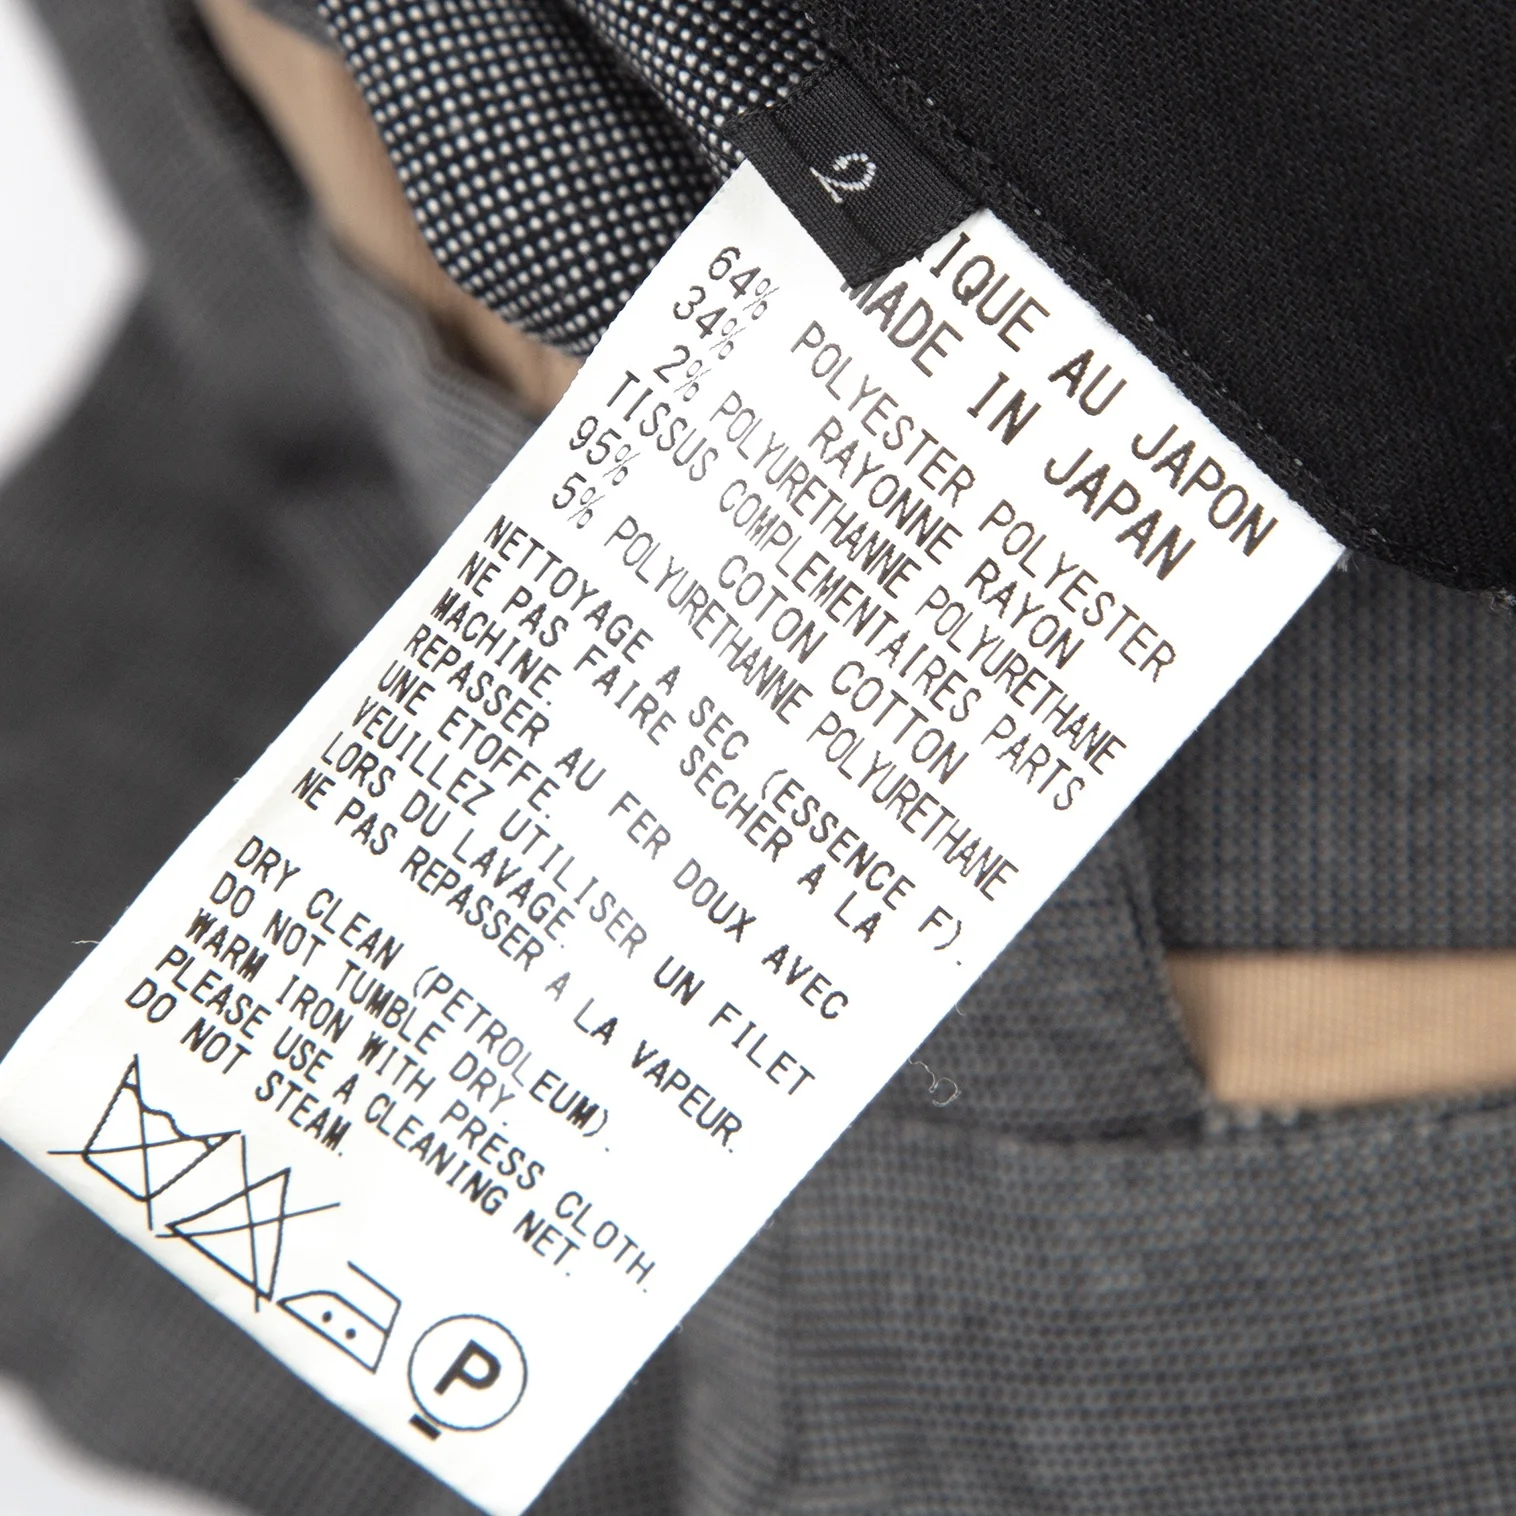 2
IQUE AU JAPON
MADE IN JAPAN
64% POLYESTER POLYESTER
34% RAYONNE RAYON
2% POLYURETHANNE POLYURETHANE
TISSUS COMPLEMENTAIRES PARTS
95% COTON COTTON
5% POLYURETHANNE POLYURETHANE
NETTOYAGE A SEC (ESSENCE F).
NE PAS FAIRE SECHER A LA
MACHINE.
REPASSER AU FER DOUX AVEC
UNE ETOFFE.
VEUILLEZ UTILISER UN FILET
LORS DU LAVAGE.
NE PAS REPASSER A LA VAPEUR.
DRY CLEAN (PETROLEUM).
DO NOT TUMBLE DRY.
WARM IRON WITH PRESS CLOTH.
PLEASE USE A CLEANING NET.
DO NOT STEAM.
P